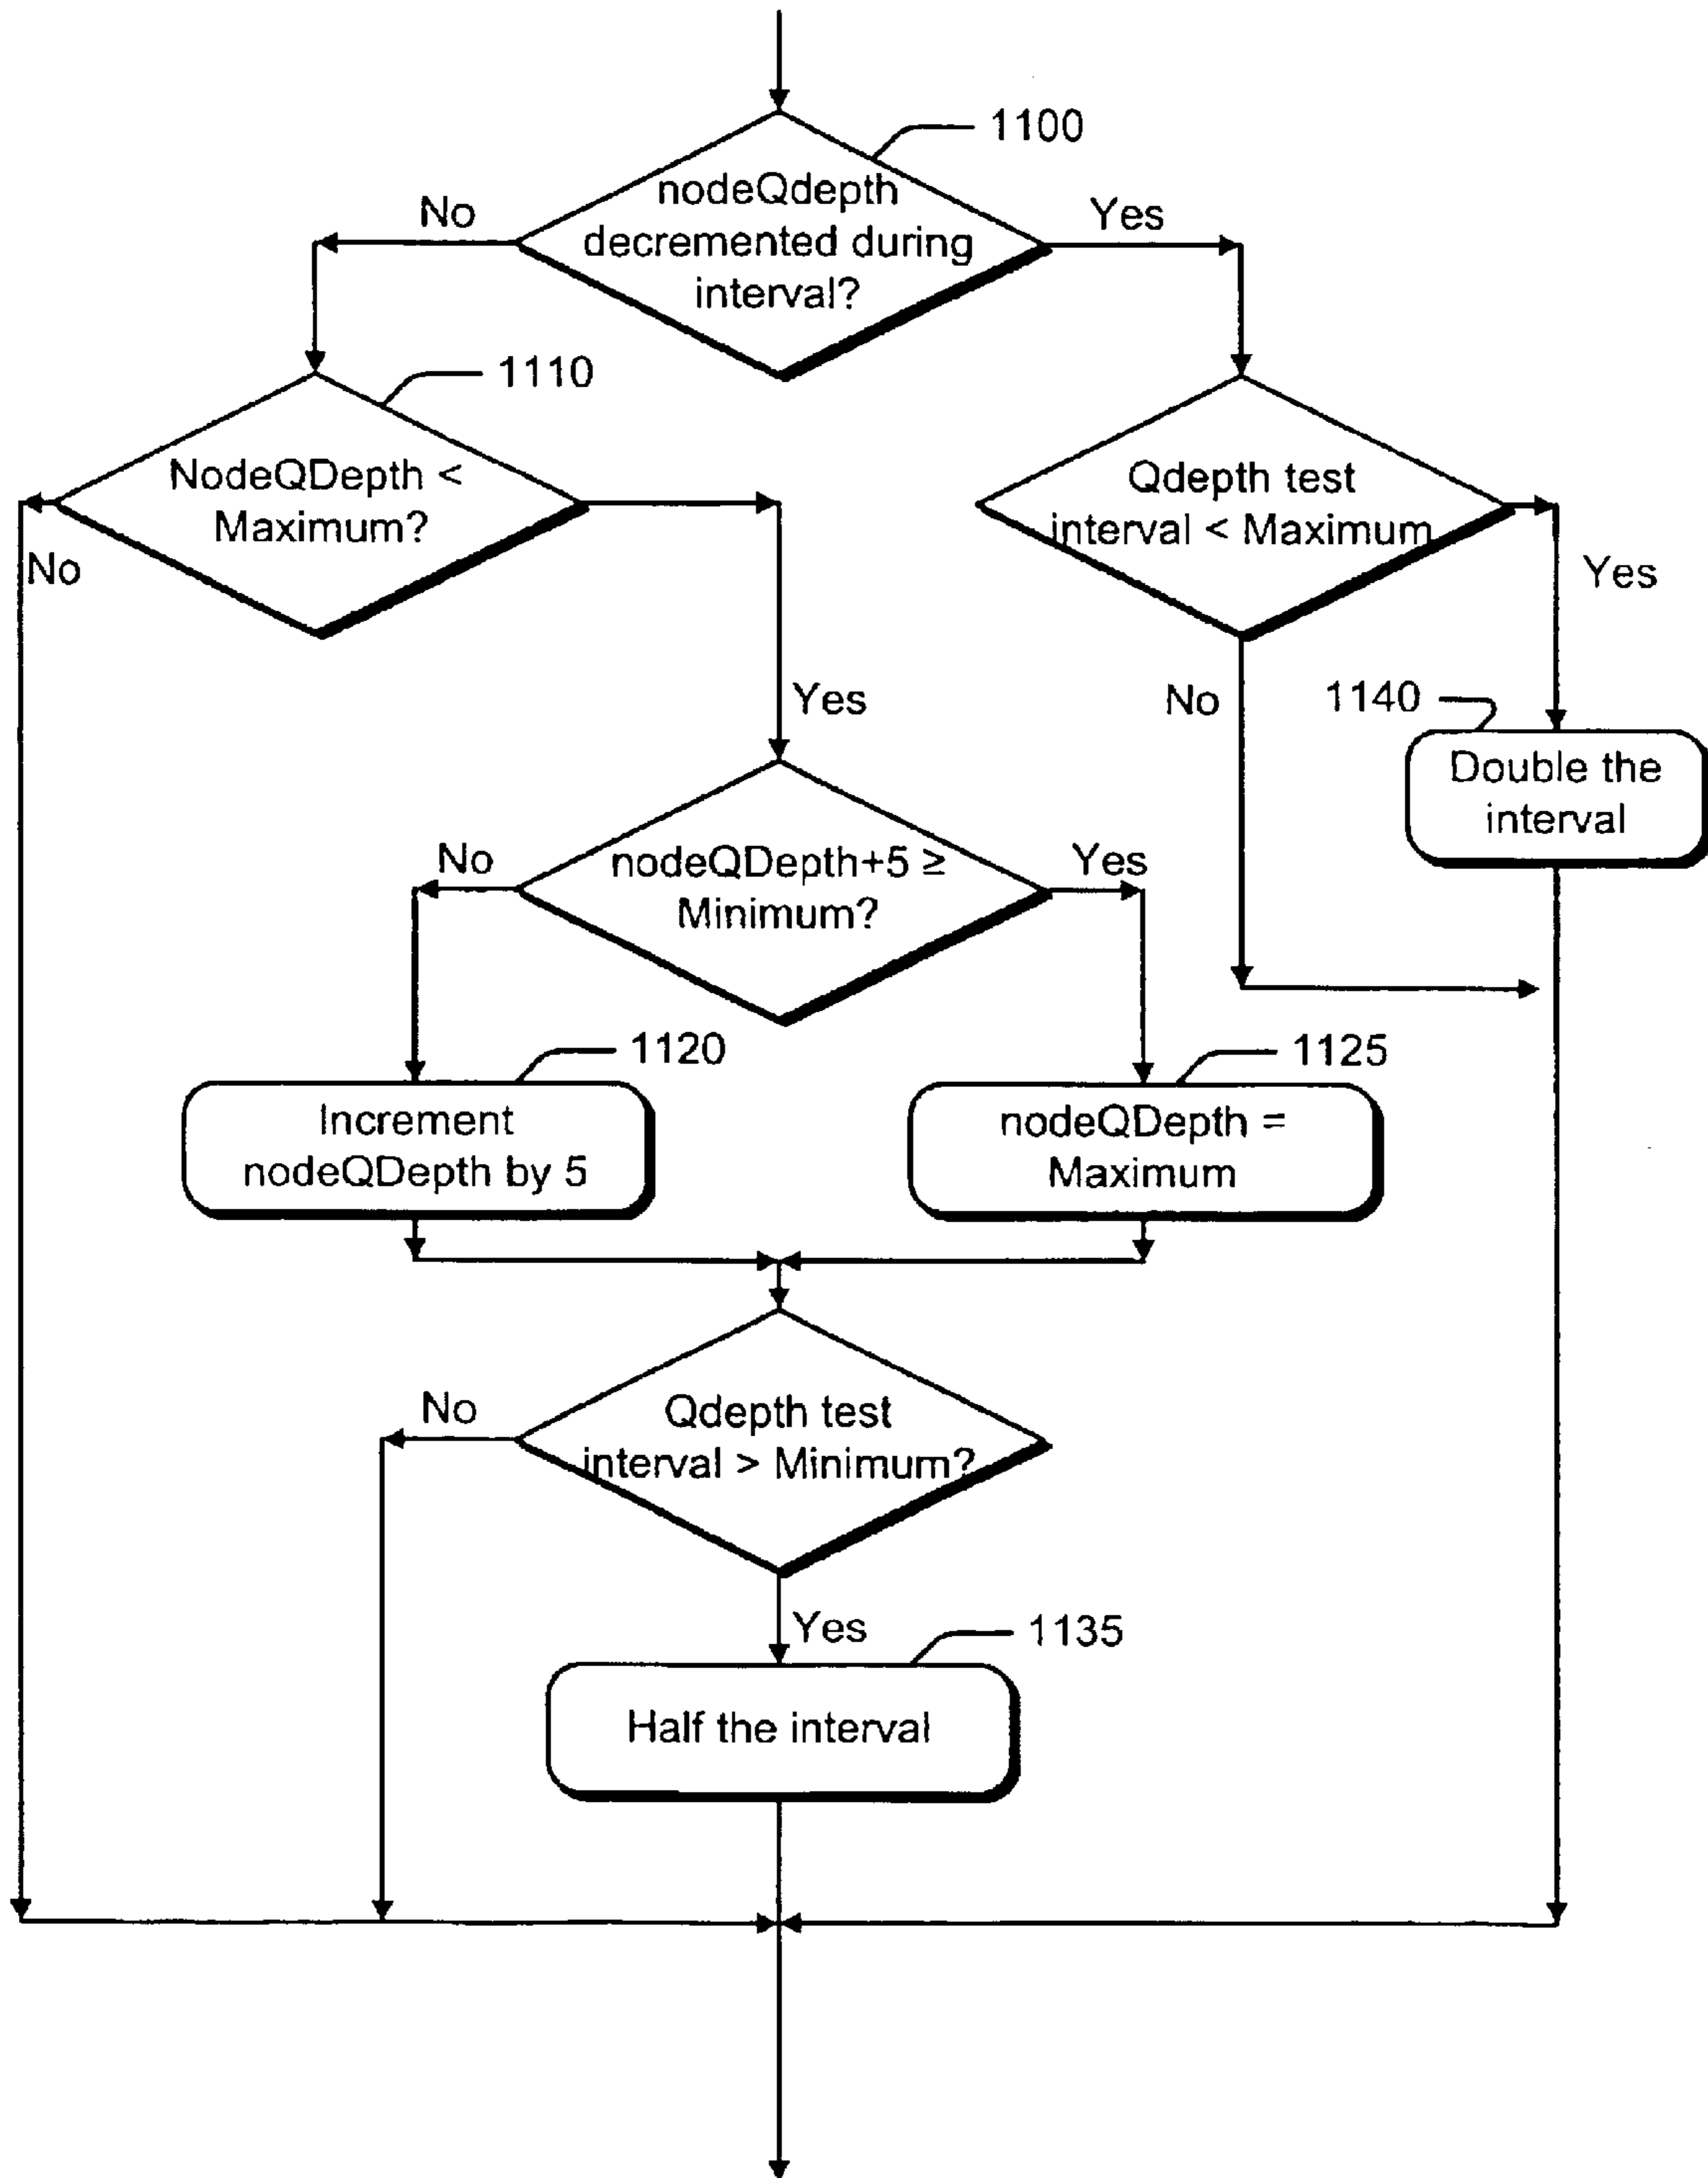 1100
nodeQdepth
decremented during
interval?
No
Yes
1110
NodeQDepth <
Maximum?
No
Yes
Qdepth test
interval < Maximum
Yes
No
1140
Double the
interval
nodeQDepth+5 ≥
Minimum?
No
Yes
1120
Increment
nodeQDepth by 5
1125
nodeQDepth =
Maximum
Qdepth test
interval > Minimum?
No
Yes
1135
Half the interval